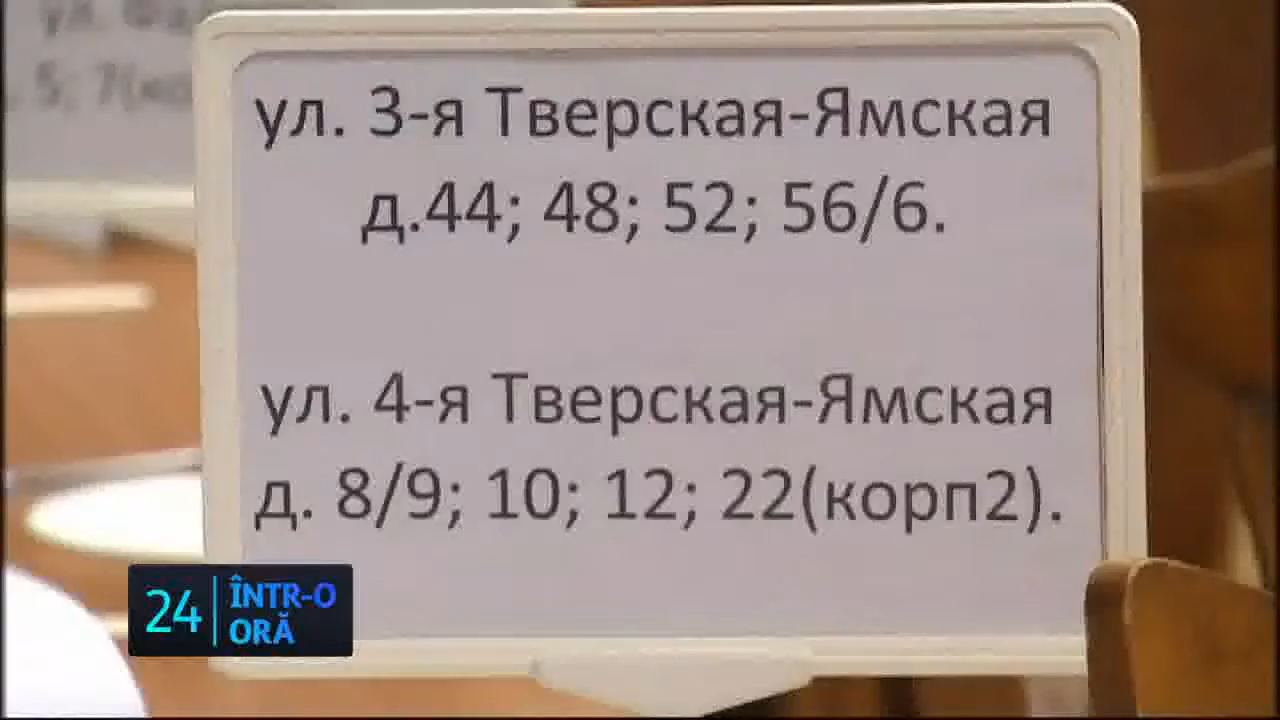 ул. 3-я Тверская-Ямская
д.44; 48; 52; 56/6.
ул. 4-я Тверская-Ямская
д. 8/9; 10; 12; 22(корп2).
24 ÎNTR-O
ORĂ